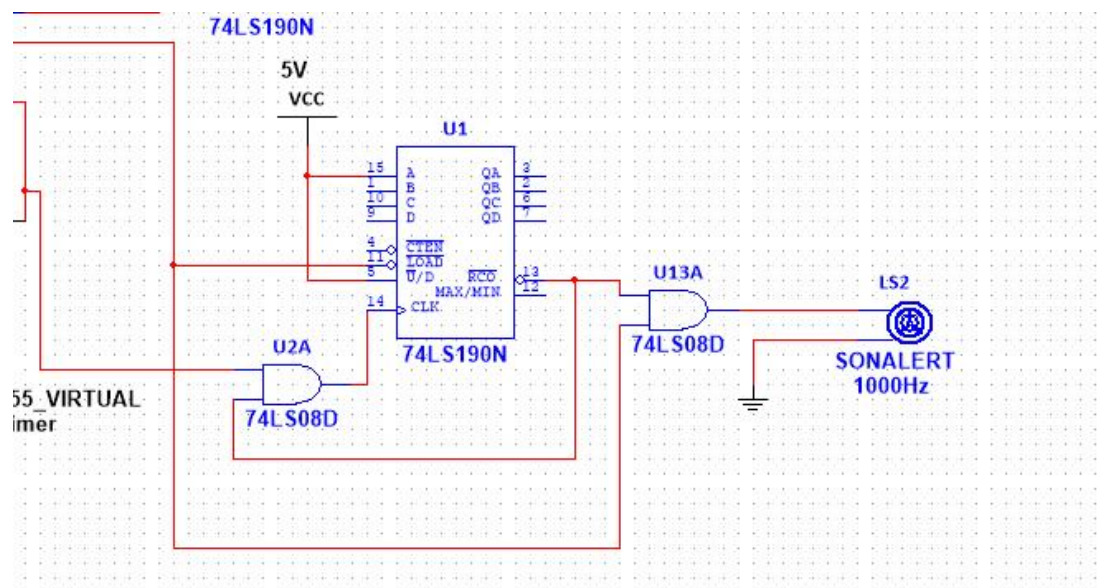 74LS190N
5V
VCC
U1
15 A QA 3
1 B QB 2
10 C QC 6
9 D QD 7
4 CTEN
11 LOAD
5 U/D RCO 13
MAX/MIN 12
14 CLK
74LS190N
U13A
74LS08D
LS2
SONALERT
1000Hz
U2A
74LS08D
55_VIRTUAL
imer